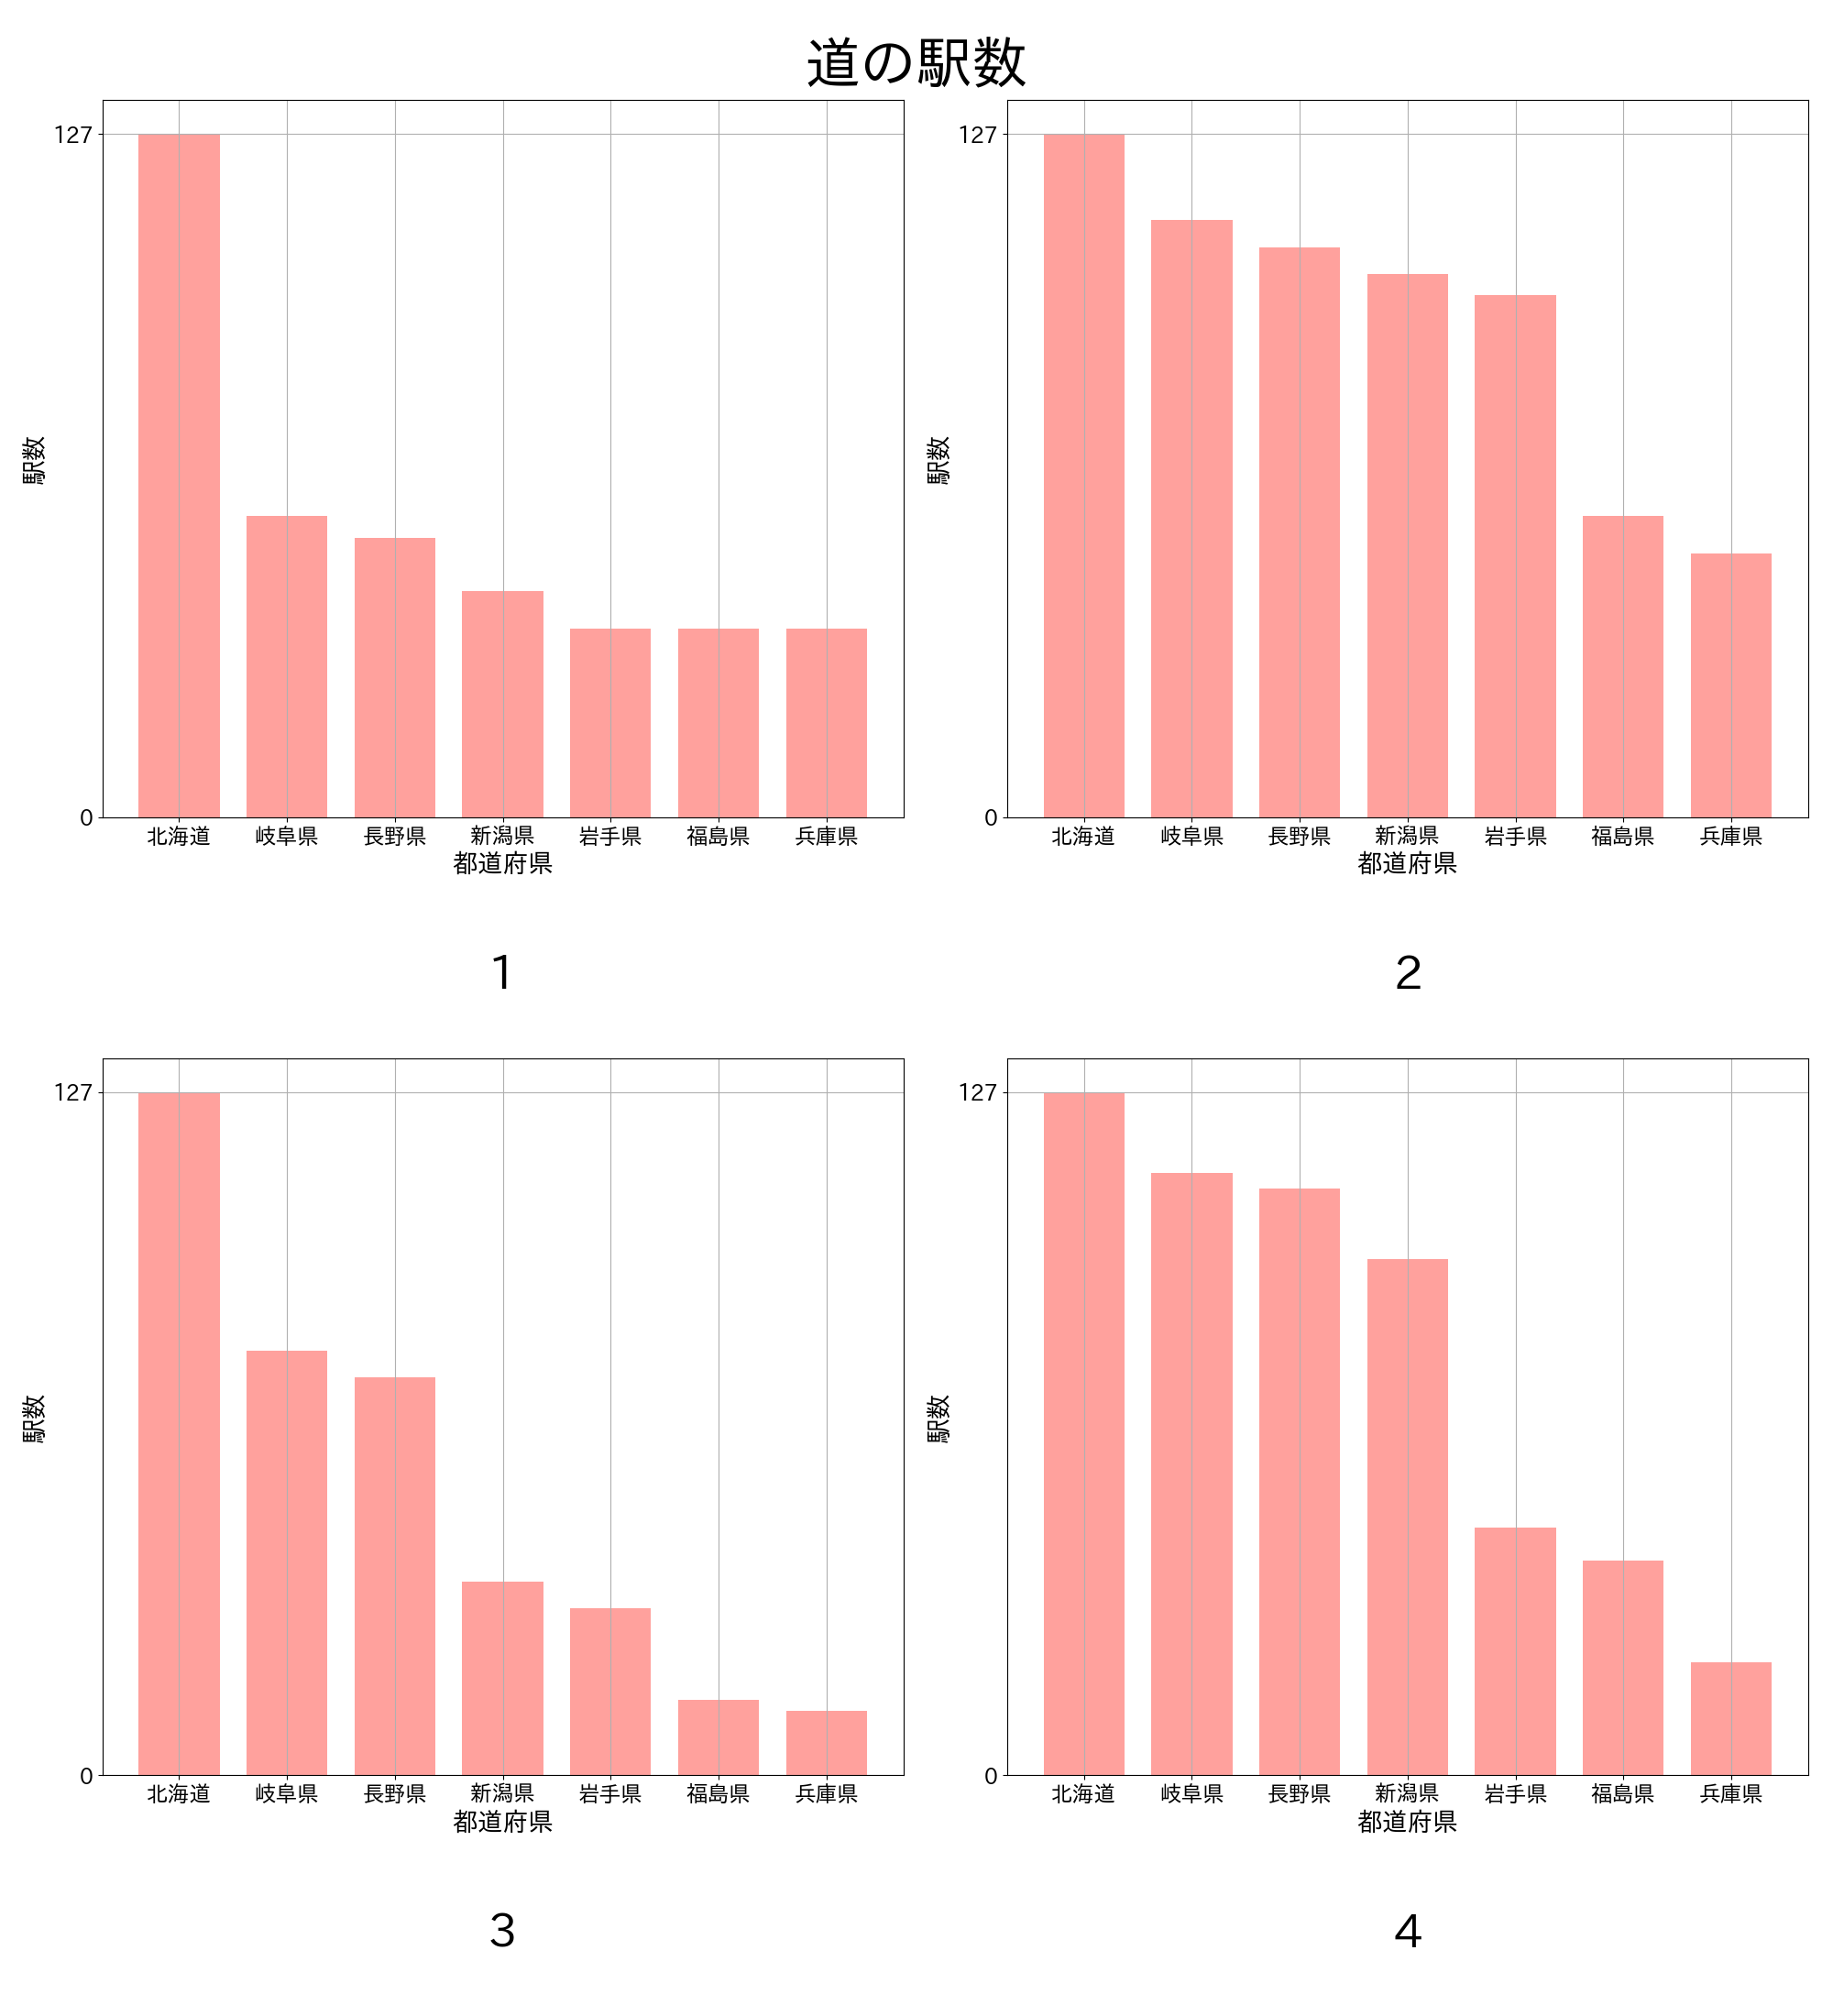 道の駅数
127
駅数
0
北海道 岐阜県 長野県 新潟県 岩手県 福島県 兵庫県
都道府県
1
127
駅数
0
北海道 岐阜県 長野県 新潟県 岩手県 福島県 兵庫県
都道府県
2
127
駅数
0
北海道 岐阜県 長野県 新潟県 岩手県 福島県 兵庫県
都道府県
3
127
駅数
0
北海道 岐阜県 長野県 新潟県 岩手県 福島県 兵庫県
都道府県
4